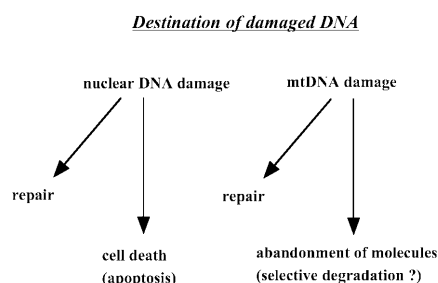 Destination of damaged DNA
nuclear DNA damage
mtDNA damage
repair
repair
cell death
(apoptosis)
abandonment of molecules
(selective degradation ?)